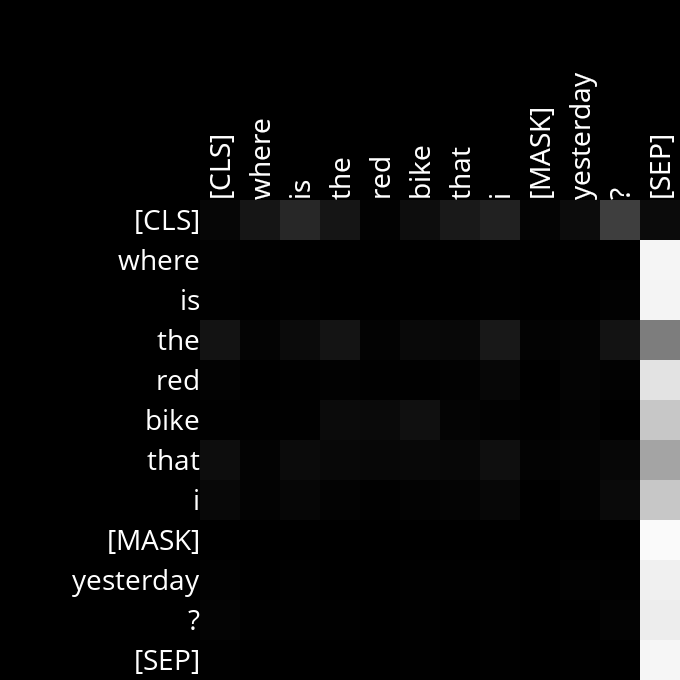 [CLS] where is the red bike that i [MASK] yesterday ? [SEP]
[CLS]
where
is
the
red
bike
that
i
[MASK]
yesterday
?
[SEP]